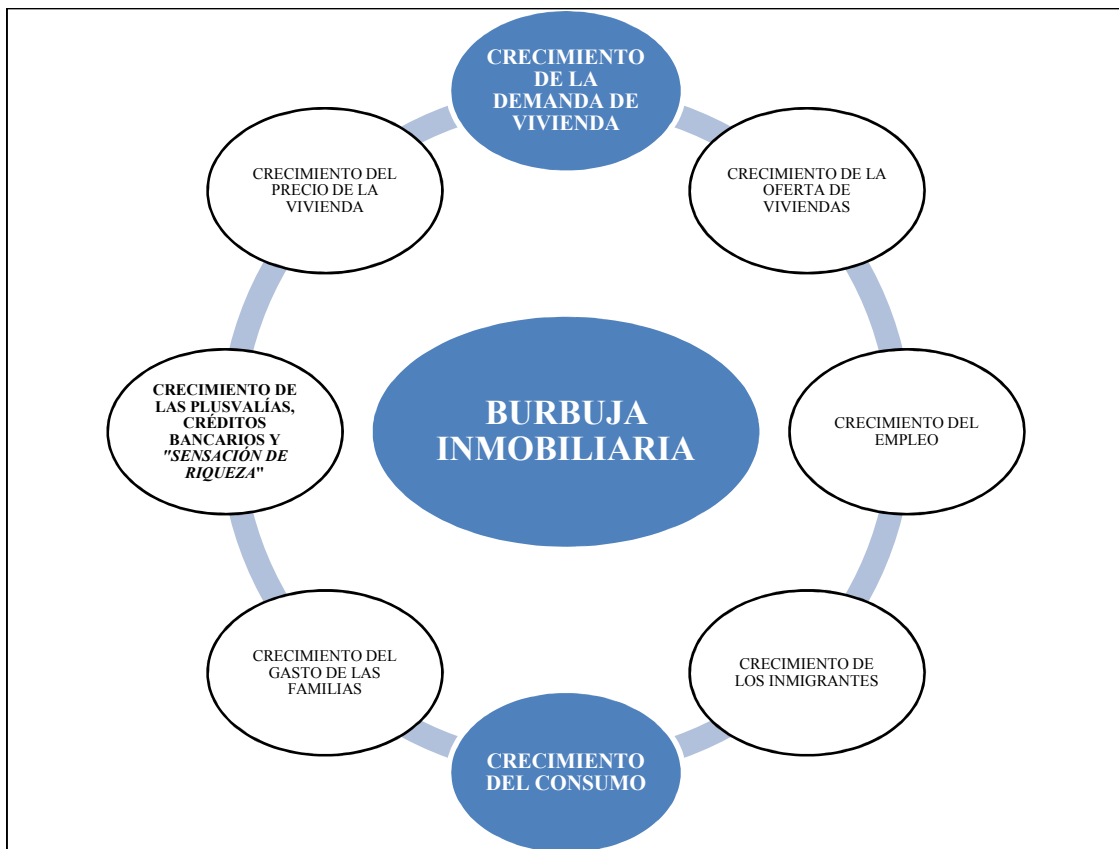 CRECIMIENTO
DE LA
DEMANDA DE
VIVIENDA
CRECIMIENTO DE LA
OFERTA DE
VIVIENDAS
CRECIMIENTO DEL
EMPLEO
CRECIMIENTO DE
LOS INMIGRANTES
CRECIMIENTO
DEL CONSUMO
CRECIMIENTO DEL
GASTO DE LAS
FAMILIAS
CRECIMIENTO DE
LAS PLUSVALÍAS,
CRÉDITOS
BANCARIOS Y
"SENSACIÓN DE
RIQUEZA"
CRECIMIENTO DEL
PRECIO DE LA
VIVIENDA
BURBUJA
INMOBILIARIA